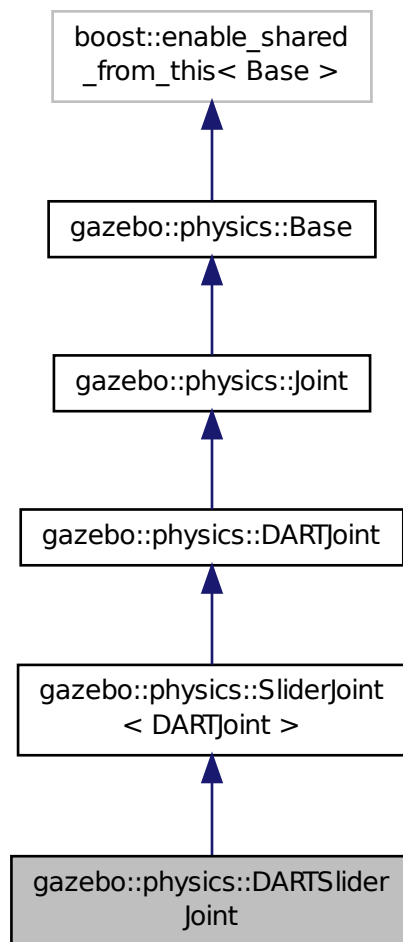 boost::enable_shared
_from_this< Base >
gazebo::physics::Base
gazebo::physics::Joint
gazebo::physics::DARTJoint
gazebo::physics::SliderJoint
< DARTJoint >
gazebo::physics::DARTSlider
Joint